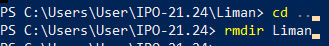 PS C:\Users\User\IPO-21.24\Liman> cd ..
PS C:\Users\User\IPO-21.24> rmdir Liman